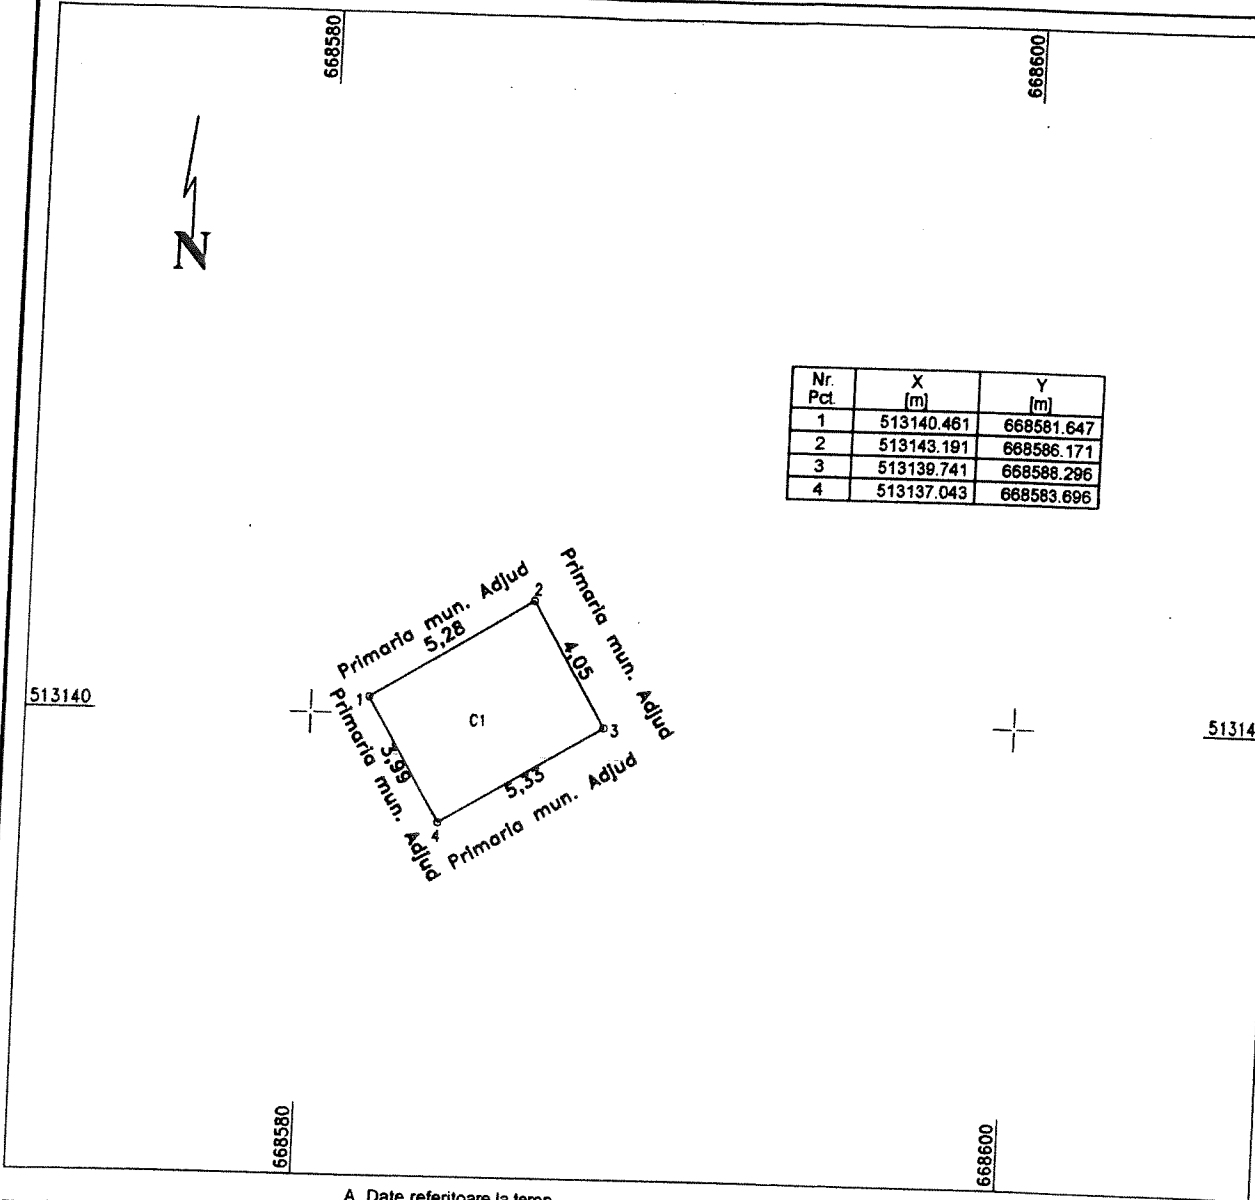 668580
668600
N
Nr. Pct. X [m] Y [m]
1 513140.461 668581.647
2 513143.191 668586.171
3 513139.741 668588.296
4 513137.043 668583.696
Primaria mun. Adjud
5,28
2
Primaria mun. Adjud
4,05
513140
1
C1
3
51314
Primaria mun. Adjud
3,99
5,33
4
Primaria mun. Adjud
668580
668600
A. Date referitoare la